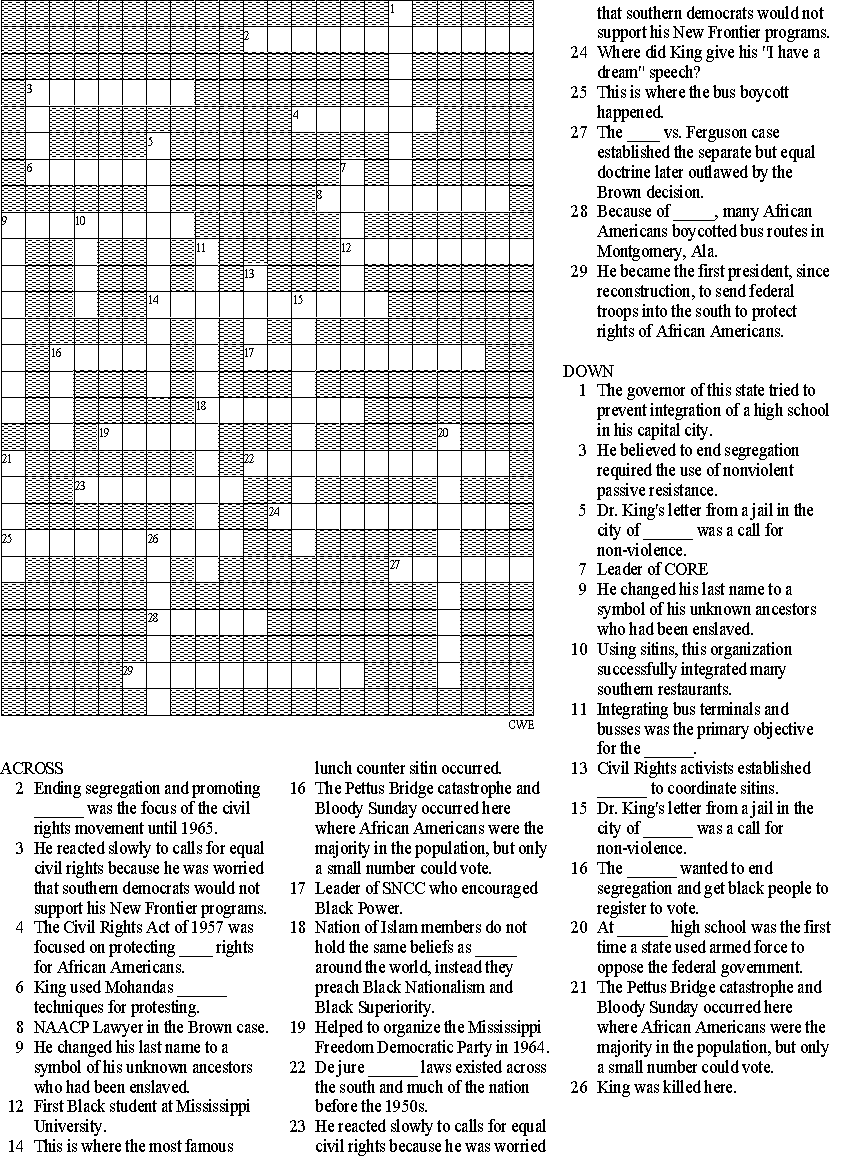 1
2
3
4
5
6
7
8
9
10
11
12
13
14
15
16
17
18
19
20
21
22
23
24
25
26
27
28
29
CWE
ACROSS
2 Ending segregation and promoting
______ was the focus of the civil
rights movement until 1965.
3 He reacted slowly to calls for equal
civil rights because he was worried
that southern democrats would not
support his New Frontier programs.
4 The Civil Rights Act of 1957 was
focused on protecting ____ rights
for African Americans.
6 King used Mohandas ______
techniques for protesting.
8 NAACP Lawyer in the Brown case.
9 He changed his last name to a
symbol of his unknown ancestors
who had been enslaved.
12 First Black student at Mississippi
University.
14 This is where the most famous
lunch counter sitin occurred.
16 The Pettus Bridge catastrophe and
Bloody Sunday occurred here
where African Americans were the
majority in the population, but only
a small number could vote.
17 Leader of SNCC who encouraged
Black Power.
18 Nation of Islam members do not
hold the same beliefs as _____
around the world, instead they
preach Black Nationalism and
Black Superiority.
19 Helped to organize the Mississippi
Freedom Democratic Party in 1964.
22 De jure ______ laws existed across
the south and much of the nation
before the 1950s.
23 He reacted slowly to calls for equal
civil rights because he was worried
that southern democrats would not
support his New Frontier programs.
24 Where did King give his "I have a
dream" speech?
25 This is where the bus boycott
happened.
27 The ____ vs. Ferguson case
established the separate but equal
doctrine later outlawed by the
Brown decision.
28 Because of _____, many African
Americans boycotted bus routes in
Montgomery, Ala.
29 He became the first president, since
reconstruction, to send federal
troops into the south to protect
rights of African Americans.
DOWN
1 The governor of this state tried to
prevent integration of a high school
in his capital city.
3 He believed to end segregation
required the use of nonviolent
passive resistance.
5 Dr. King's letter from a jail in the
city of ______ was a call for
non-violence.
7 Leader of CORE
9 He changed his last name to a
symbol of his unknown ancestors
who had been enslaved.
10 Using sitins, this organization
successfully integrated many
southern restaurants.
11 Integrating bus terminals and
busses was the primary objective
for the ______.
13 Civil Rights activists established
______ to coordinate sitins.
15 Dr. King's letter from a jail in the
city of ______ was a call for
non-violence.
16 The ______ wanted to end
segregation and get black people to
register to vote.
20 At ______ high school was the first
time a state used armed force to
oppose the federal government.
21 The Pettus Bridge catastrophe and
Bloody Sunday occurred here
where African Americans were the
majority in the population, but only
a small number could vote.
26 King was killed here.